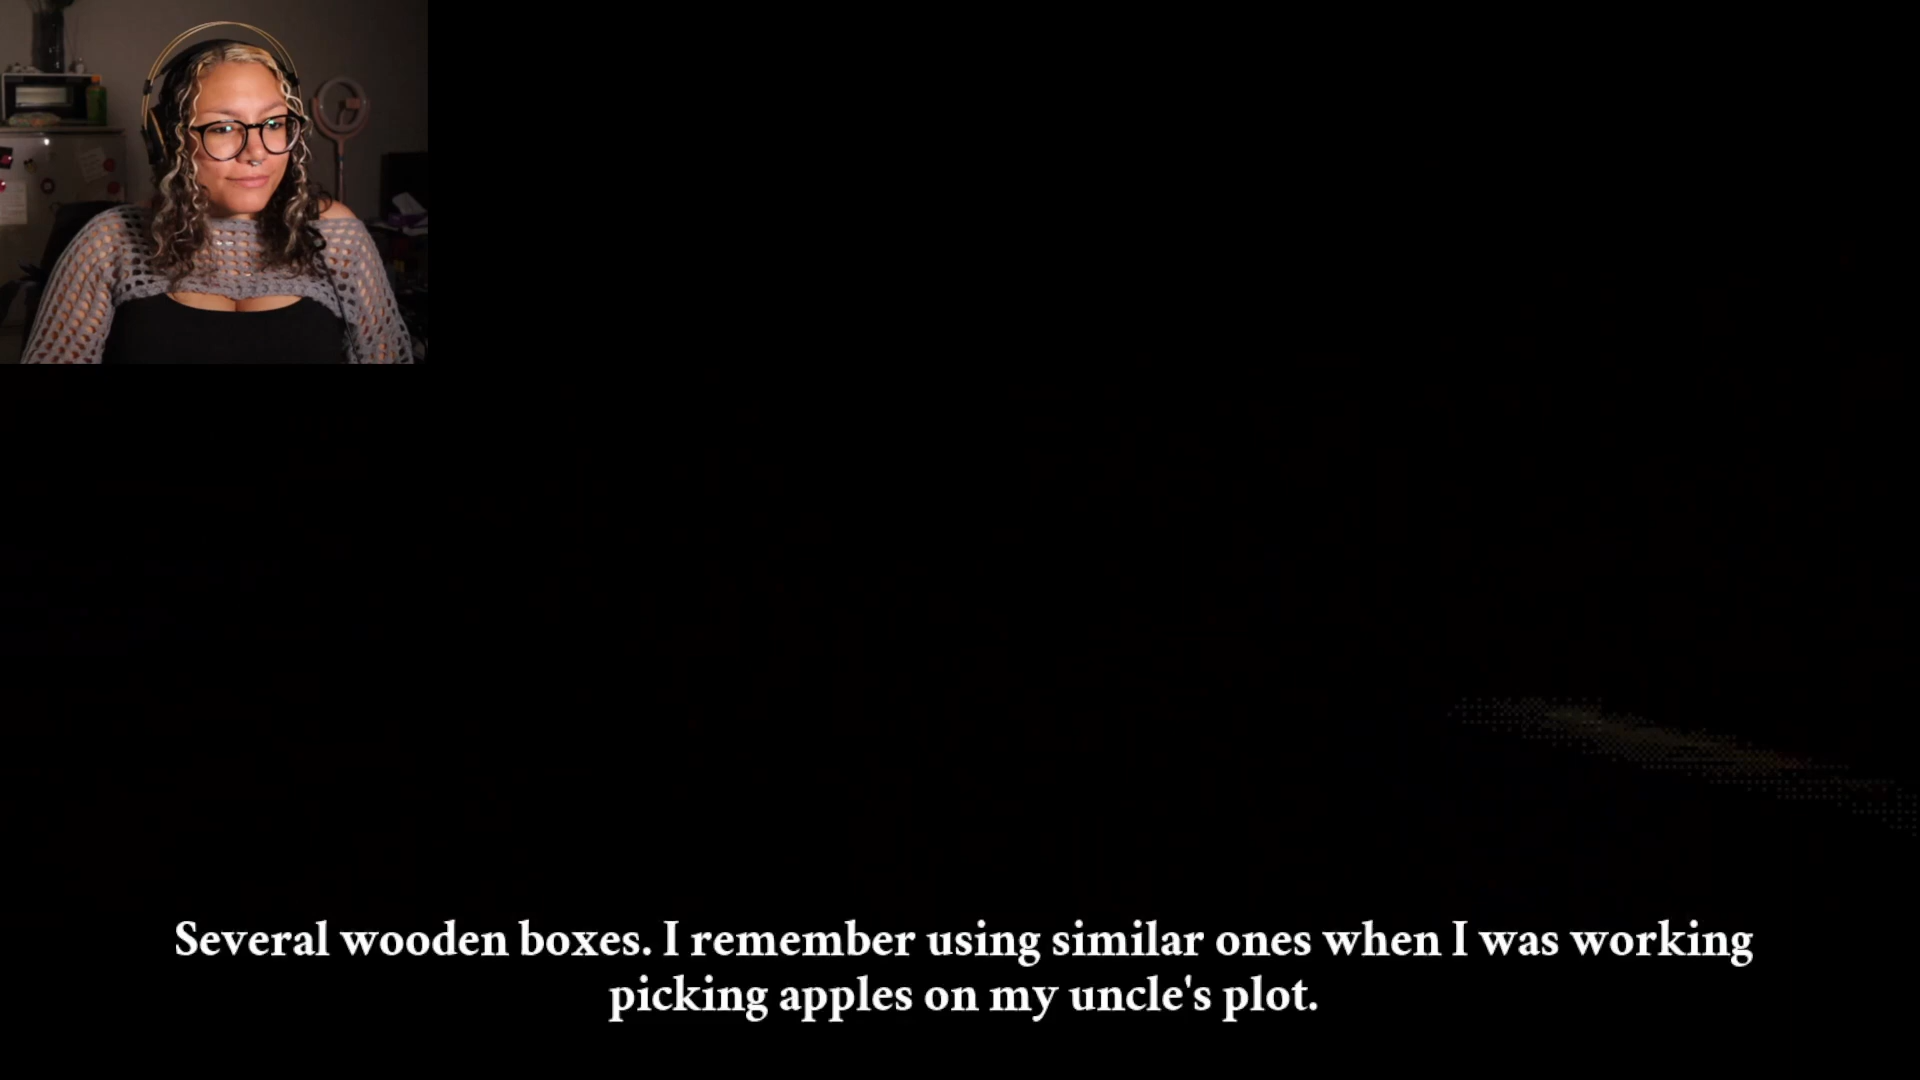 Several wooden boxes. I remember using similar ones when I was working
picking apples on my uncle's plot.